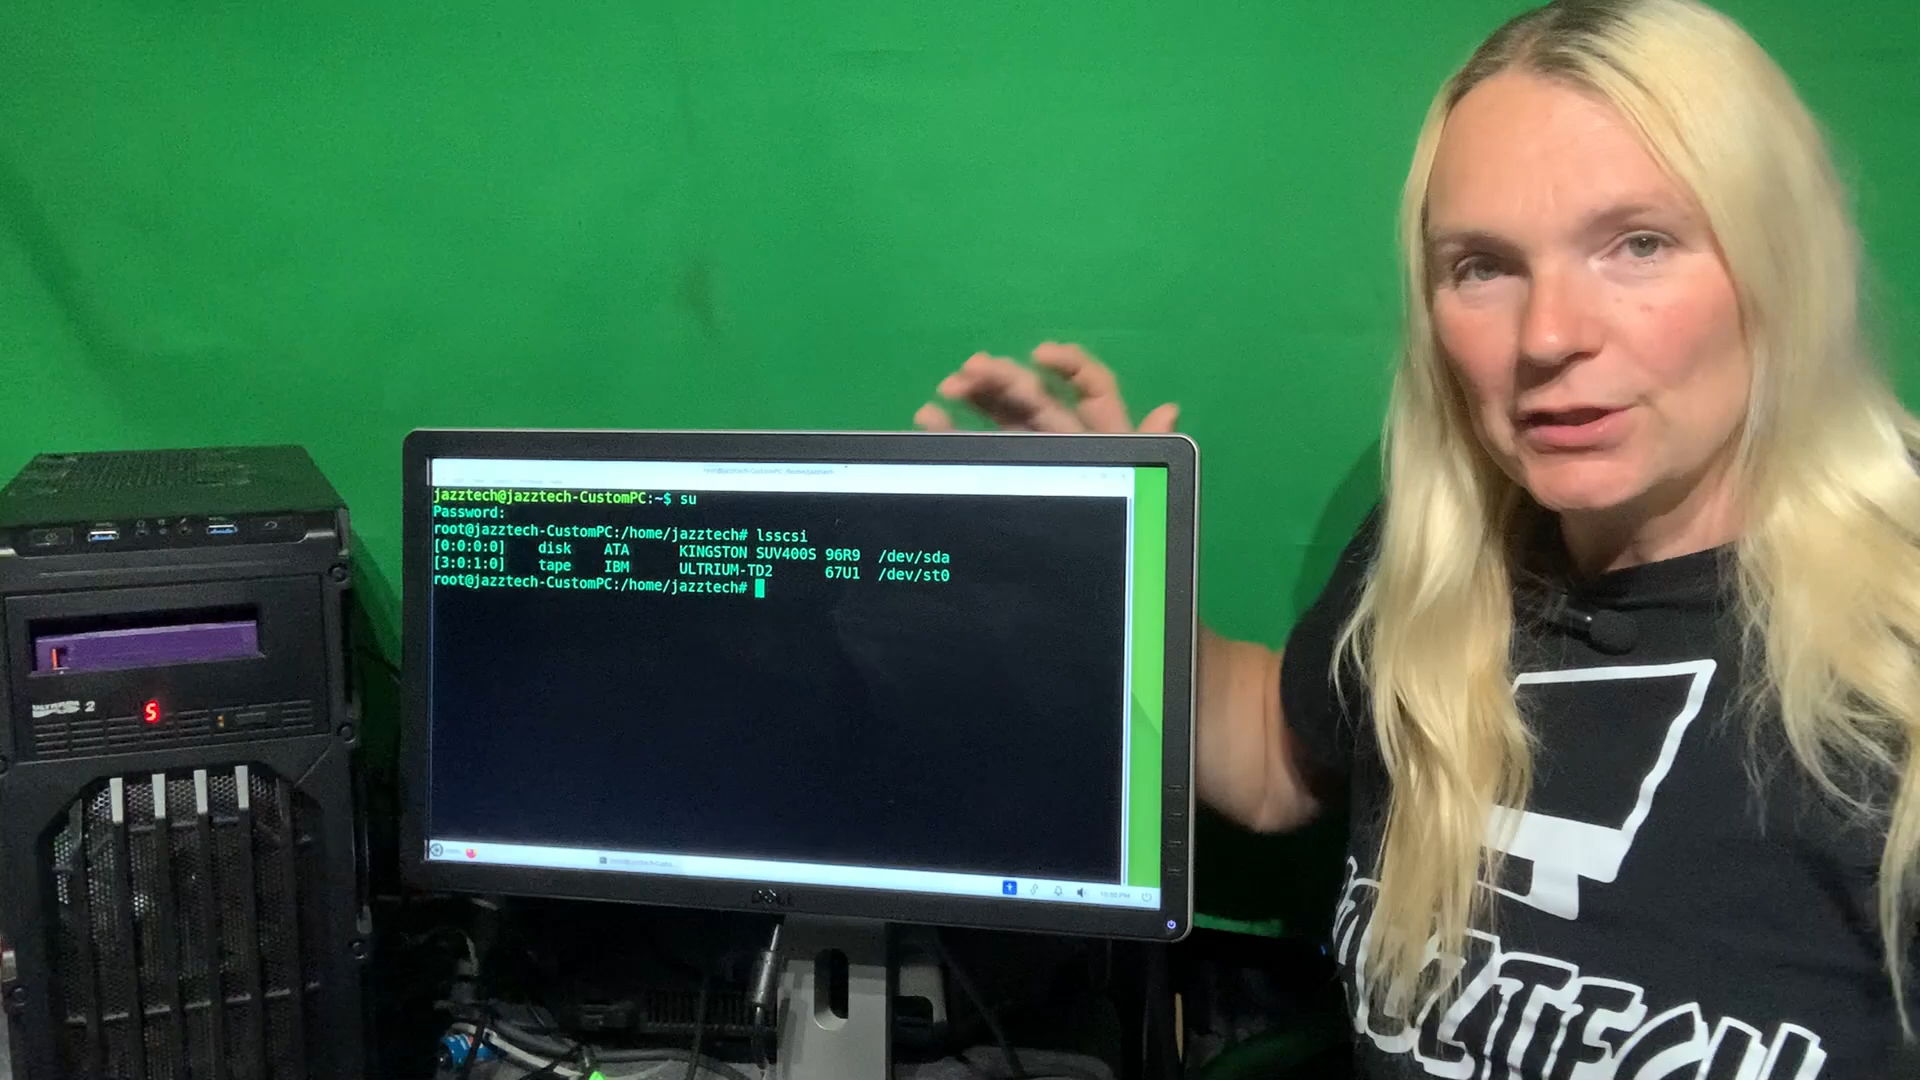 jazztech@jazztech-CustomPC:~$ su
Password:
root@jazztech-CustomPC:/home/jazztech# lsscsi
[0:0:0:0]    disk    ATA      KINGSTON SUV400S 96R9  /dev/sda
[3:0:1:0]    tape    IBM      ULTRIUM-TD2      67U1  /dev/st0
root@jazztech-CustomPC:/home/jazztech#
2
5
DELL